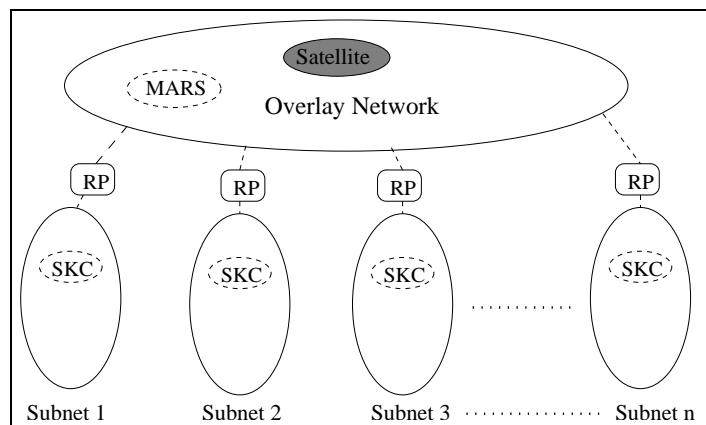 Satellite
MARS
Overlay Network
RP RP RP RP
SKC SKC SKC SKC
Subnet 1 Subnet 2 Subnet 3 Subnet n